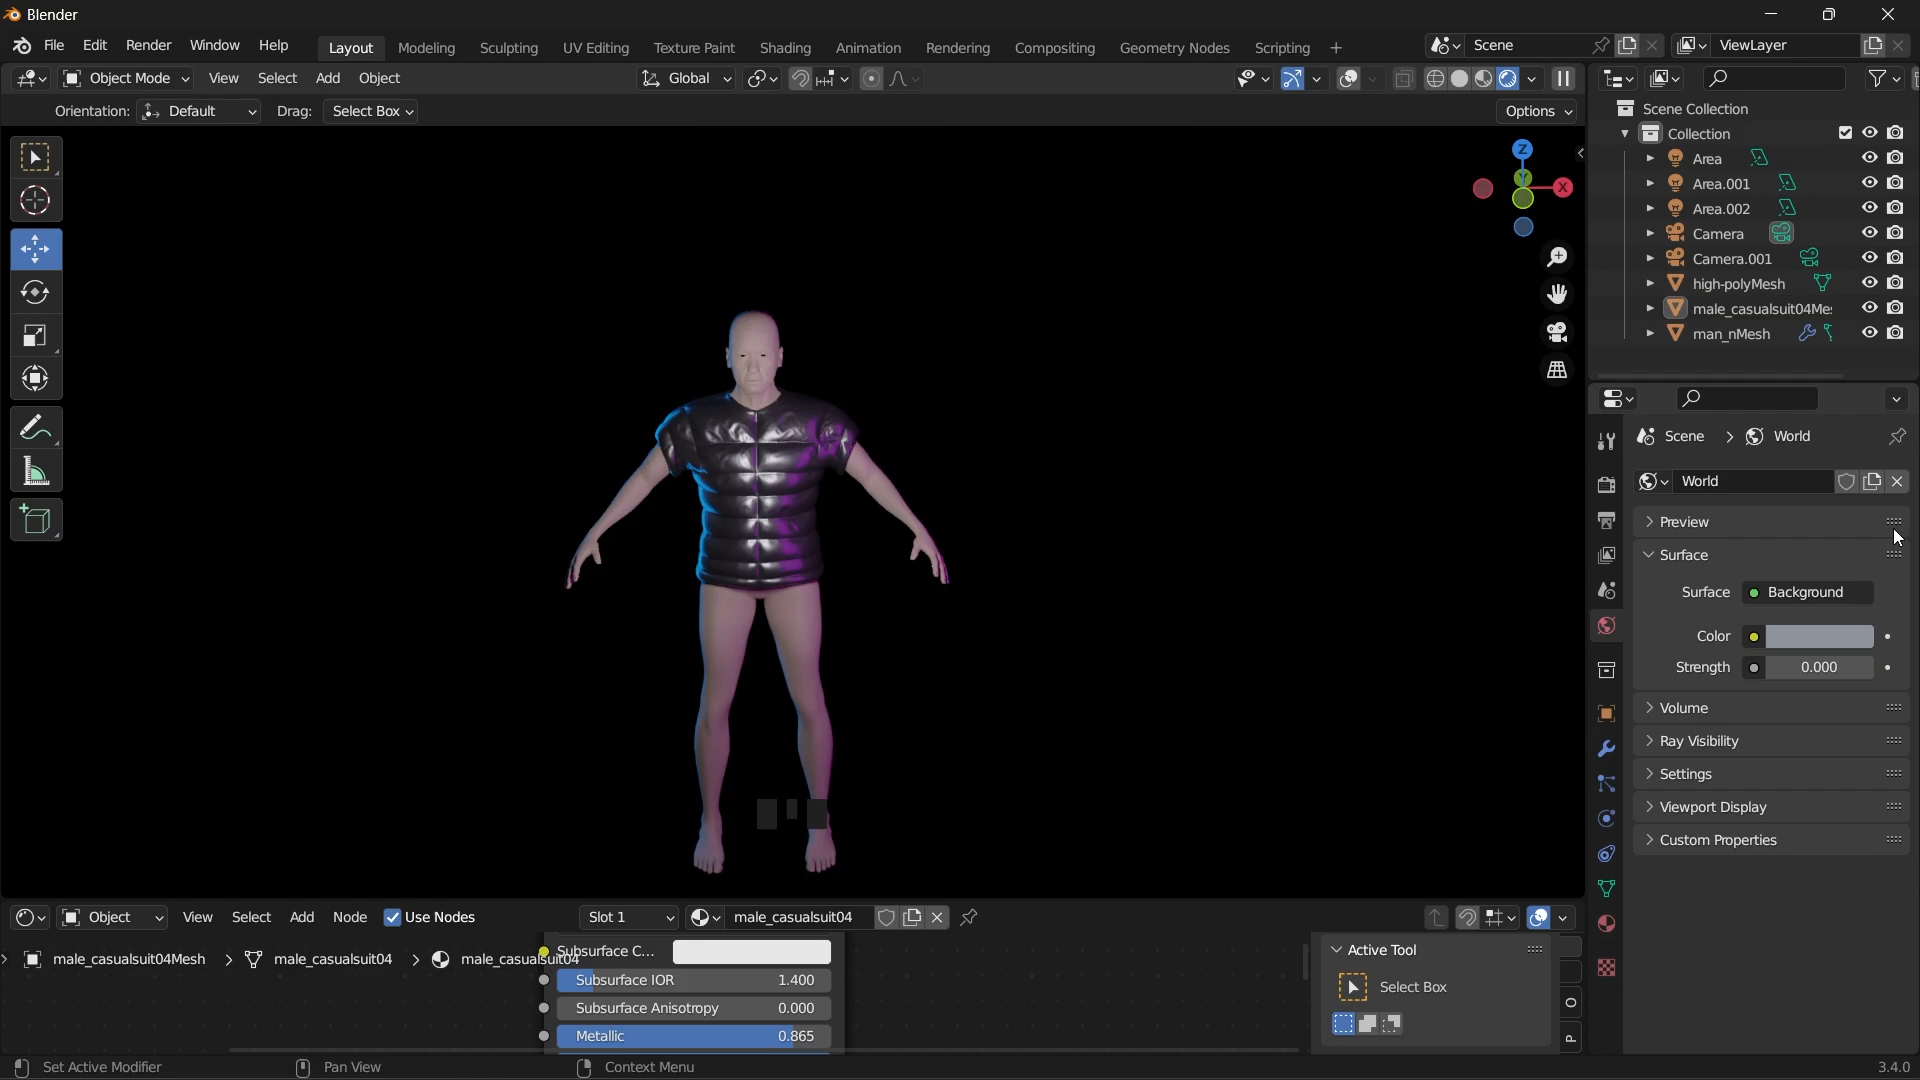 Blender
File Edit Render Window Help Layout Modeling Sculpting UV Editing Texture Paint Shading Animation Rendering Compositing Geometry Nodes Scripting + Scene ViewLayer
Object Mode View Select Add Object Global
Orientation: Default Drag: Select Box Options
Z
X
Scene Collection
Collection
Area
Area.001
Area.002
Camera
Camera.001
high-polyMesh
male_casualsuit04Me
man_nMesh
Scene > World
World
Preview
Surface
Surface Background
Color
Strength 0.000
Volume
Ray Visibility
Settings
Viewport Display
Custom Properties
Object View Select Add Node Use Nodes Slot 1 male_casualsuit04
male_casualsuit04Mesh > male_casualsuit04 > male_casualsuit04
Subsurface C...
Subsurface IOR 1.400
Subsurface Anisotropy 0.000
Metallic 0.865
Active Tool
Select Box
O
P
Set Active Modifier Pan View Context Menu 3.4.0